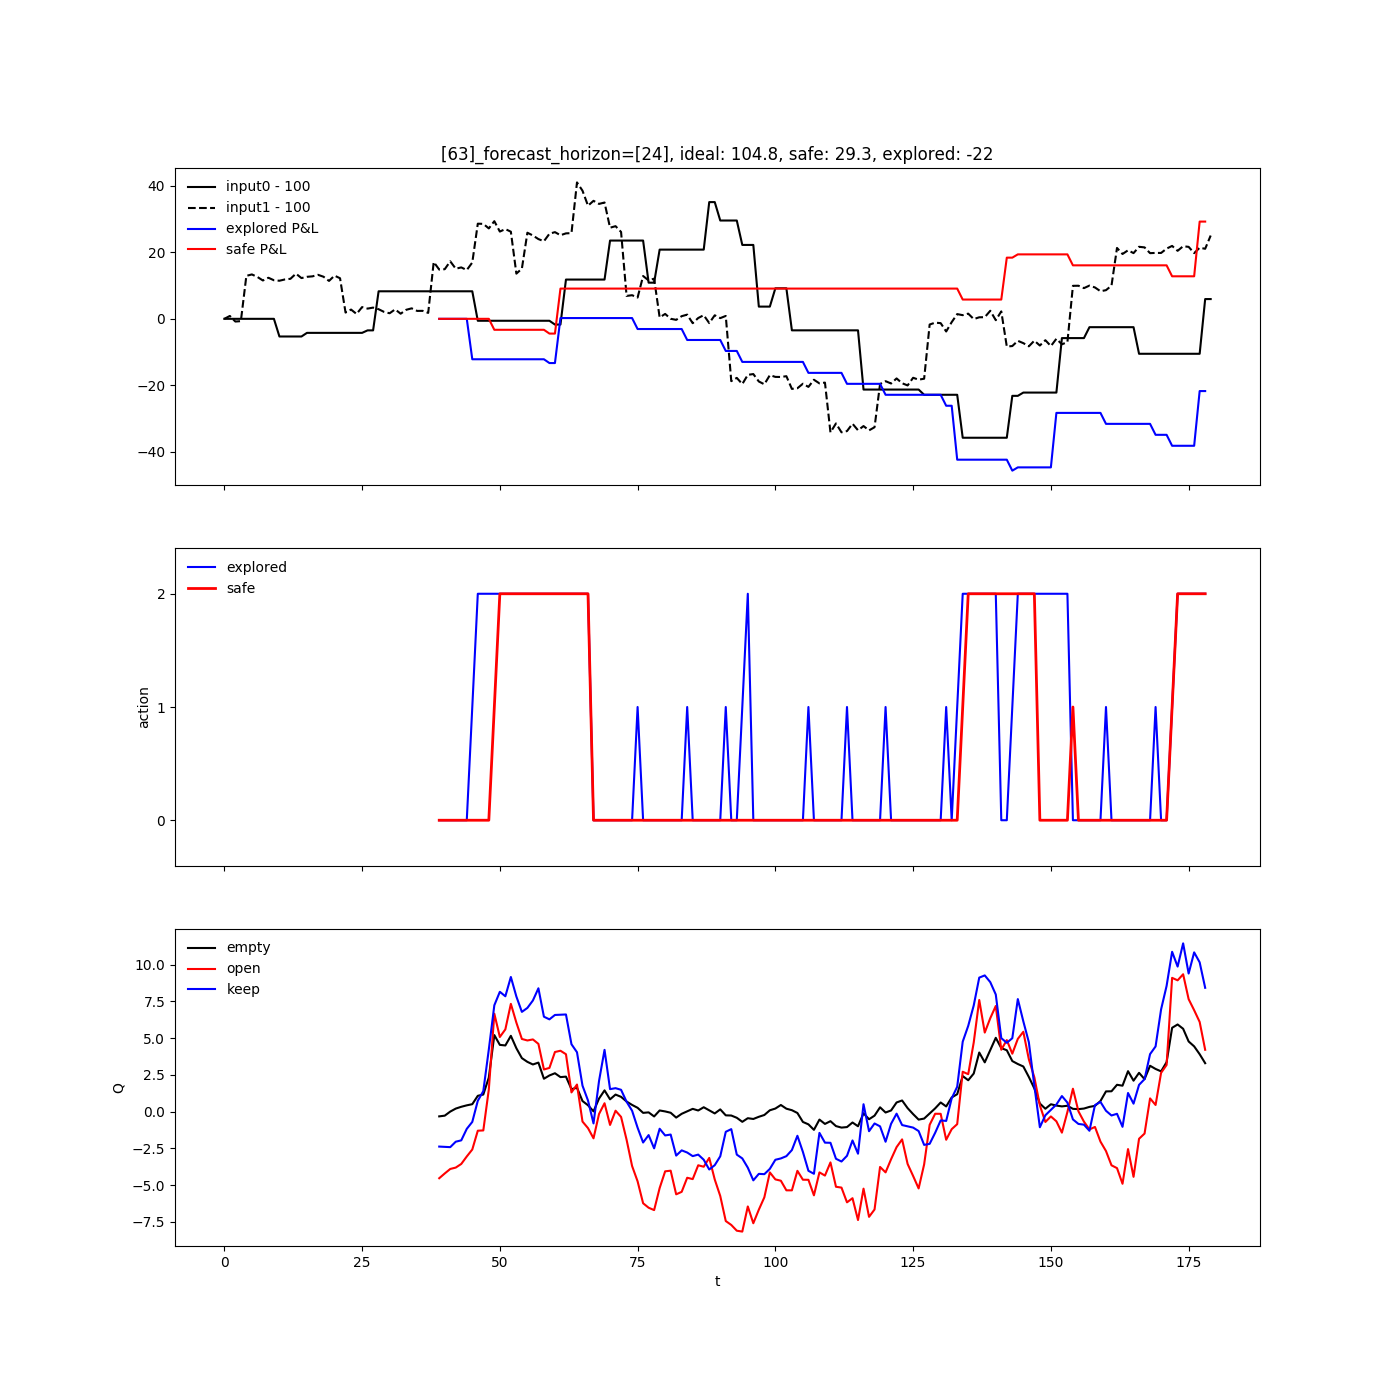 [63]_forecast_horizon=[24], ideal: 104.8, safe: 29.3, explored: -22
input0 - 100
input1 - 100
explored P&L
safe P&L
40
20
0
−20
−40
explored
safe
2
1
0
action
empty
open
keep
10.0
7.5
5.0
2.5
0.0
−2.5
−5.0
−7.5
Q
0 25 50 75 100 125 150 175
t